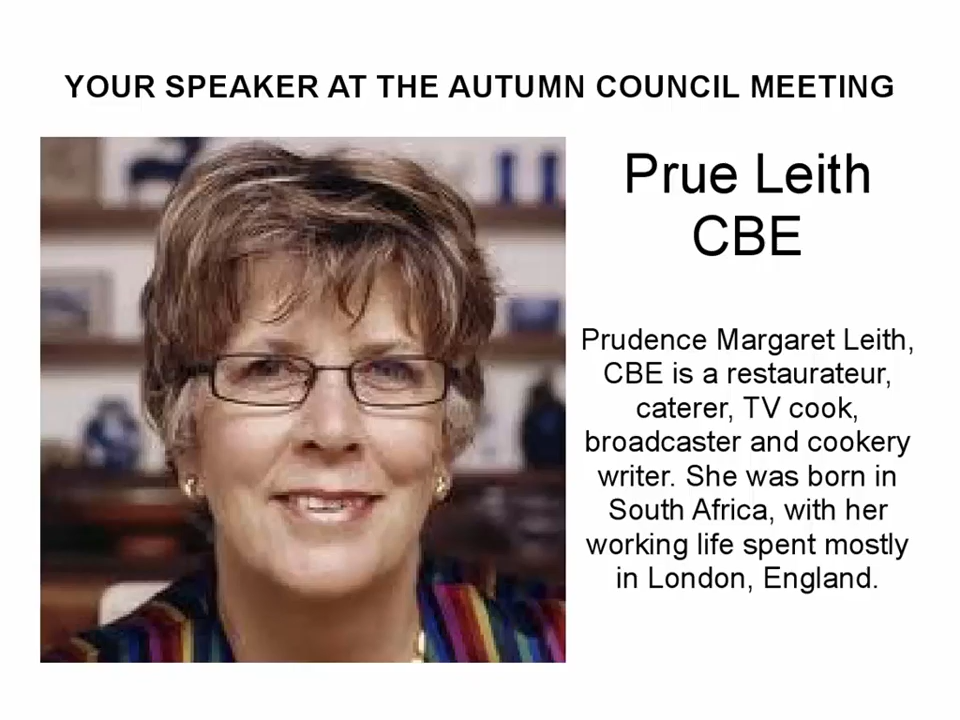 YOUR SPEAKER AT THE AUTUMN COUNCIL MEETING
Prue Leith
CBE
Prudence Margaret Leith,
CBE is a restaurateur,
caterer, TV cook,
broadcaster and cookery
writer. She was born in
South Africa, with her
working life spent mostly
in London, England.